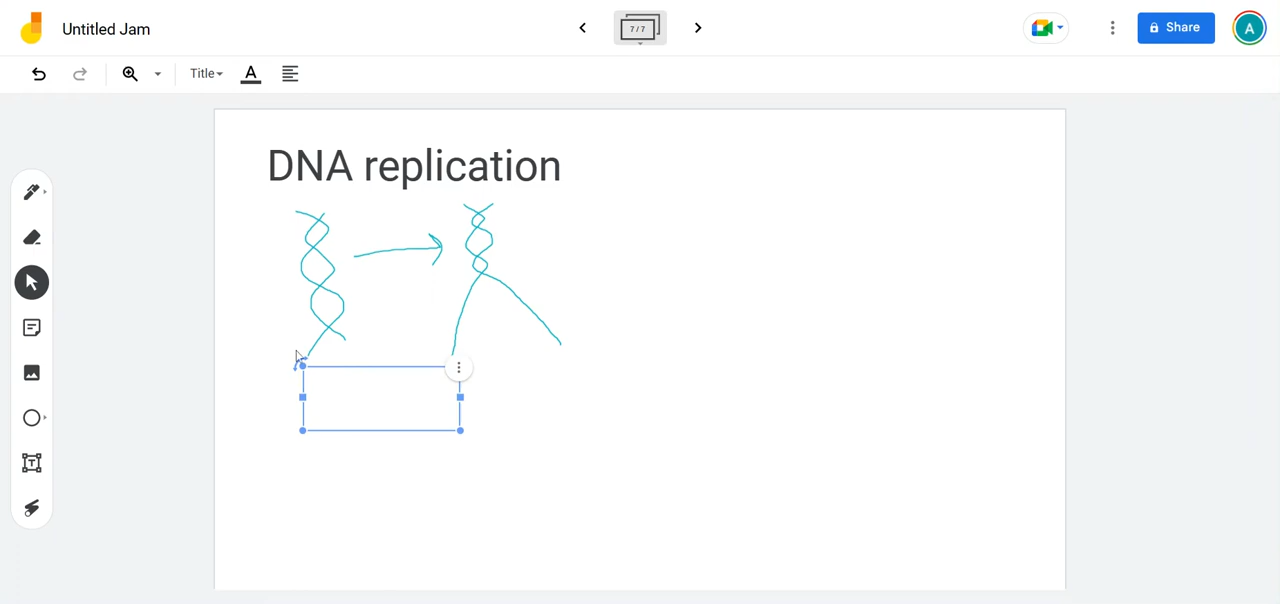 Untitled Jam
7 / 7
Share
A
Title
A
DNA replication
T